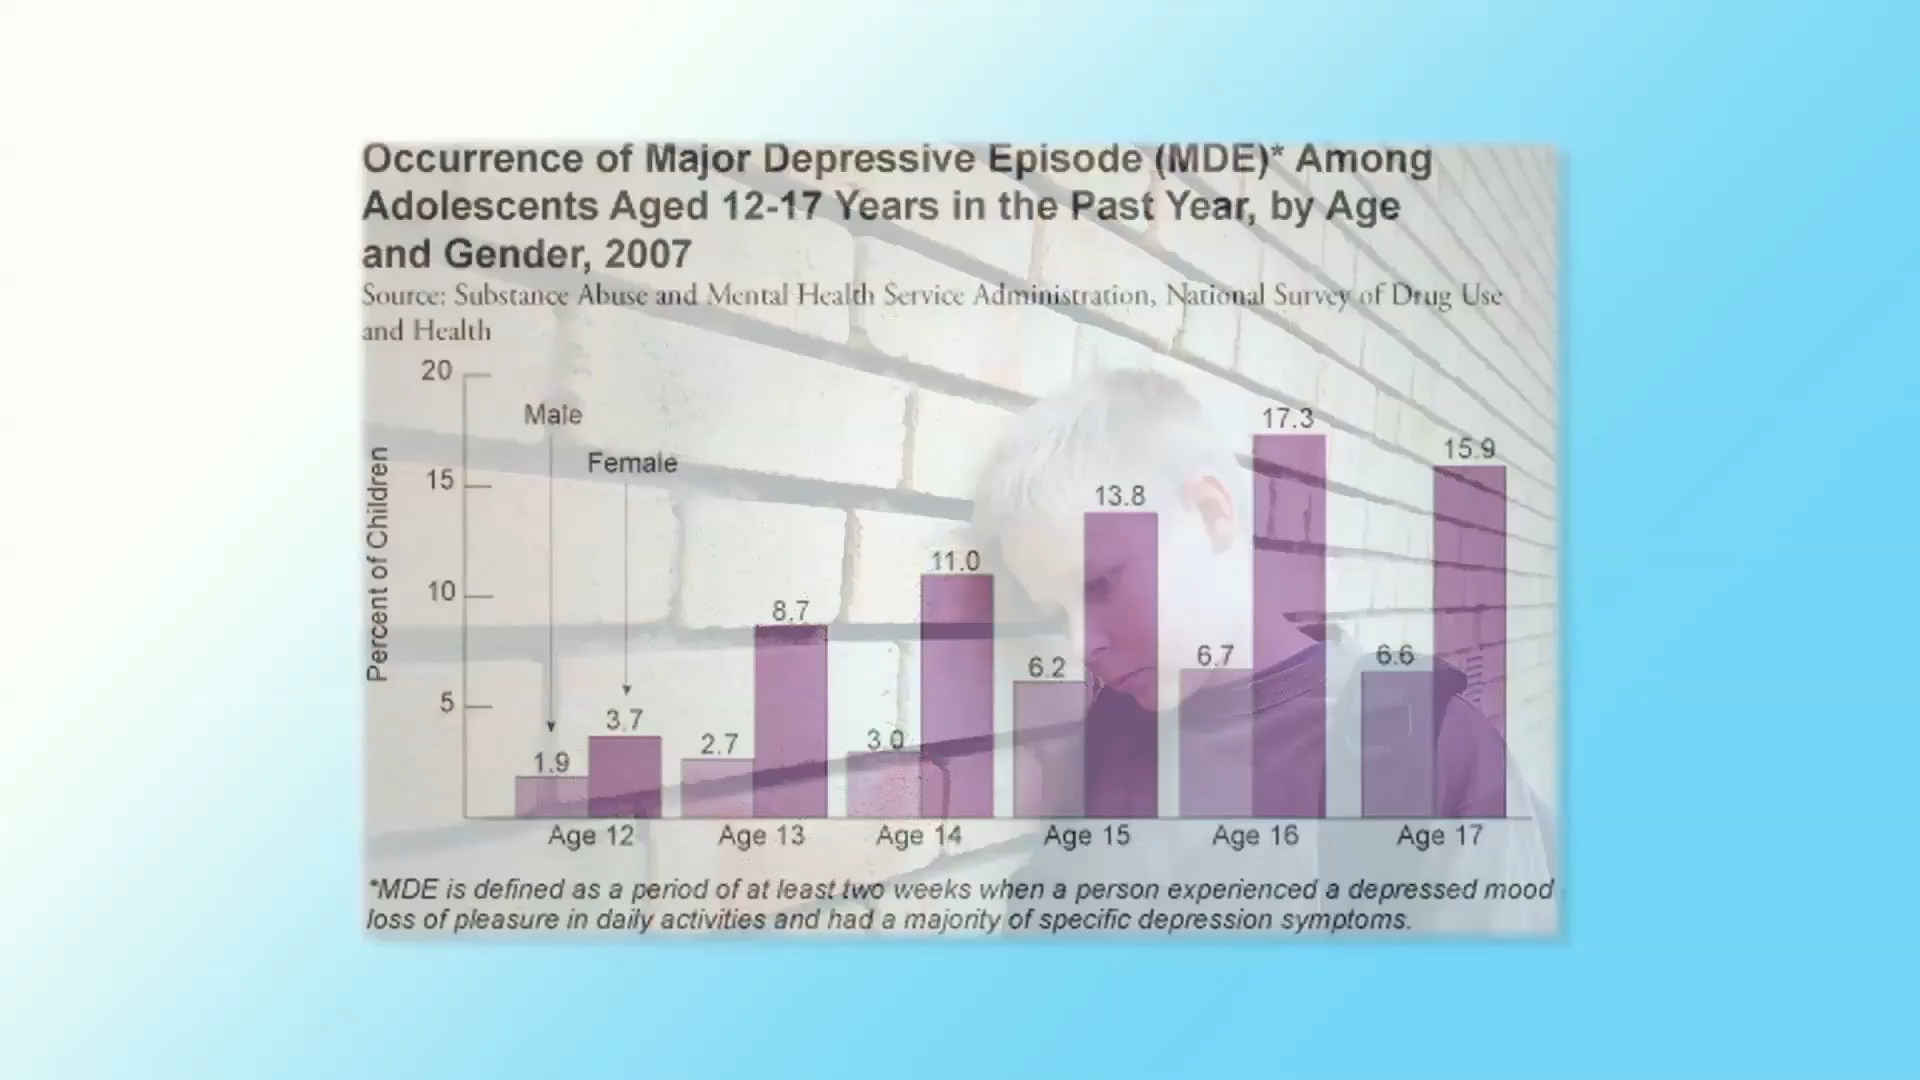 Occurrence of Major Depressive Episode (MDE)* Among
Adolescents Aged 12-17 Years in the Past Year, by Age
and Gender, 2007
Source: Substance Abuse and Mental Health Service Administration, National Survey of Drug Use
and Health
Percent of Children
20
15
10
5
Male
Female
1.9
3.7
2.7
8.7
3.0
11.0
6.2
13.8
6.7
17.3
6.6
15.9
Age 12
Age 13
Age 14
Age 15
Age 16
Age 17
*MDE is defined as a period of at least two weeks when a person experienced a depressed mood
loss of pleasure in daily activities and had a majority of specific depression symptoms.